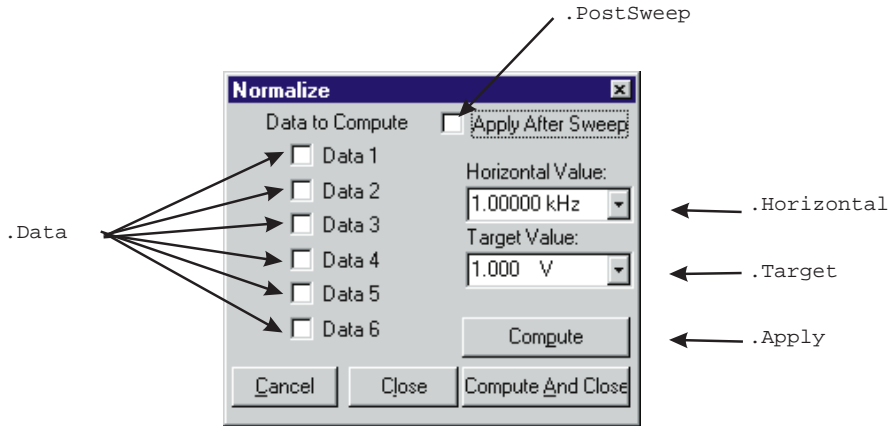 .PostSweep
Normalize
Data to Compute
Apply After Sweep
Data 1
Data 2
Data 3
Data 4
Data 5
Data 6
.Data
Horizontal Value:
1.00000 kHz
.Horizontal
Target Value:
1.000 V
.Target
Compute
.Apply
Cancel
Close
Compute And Close